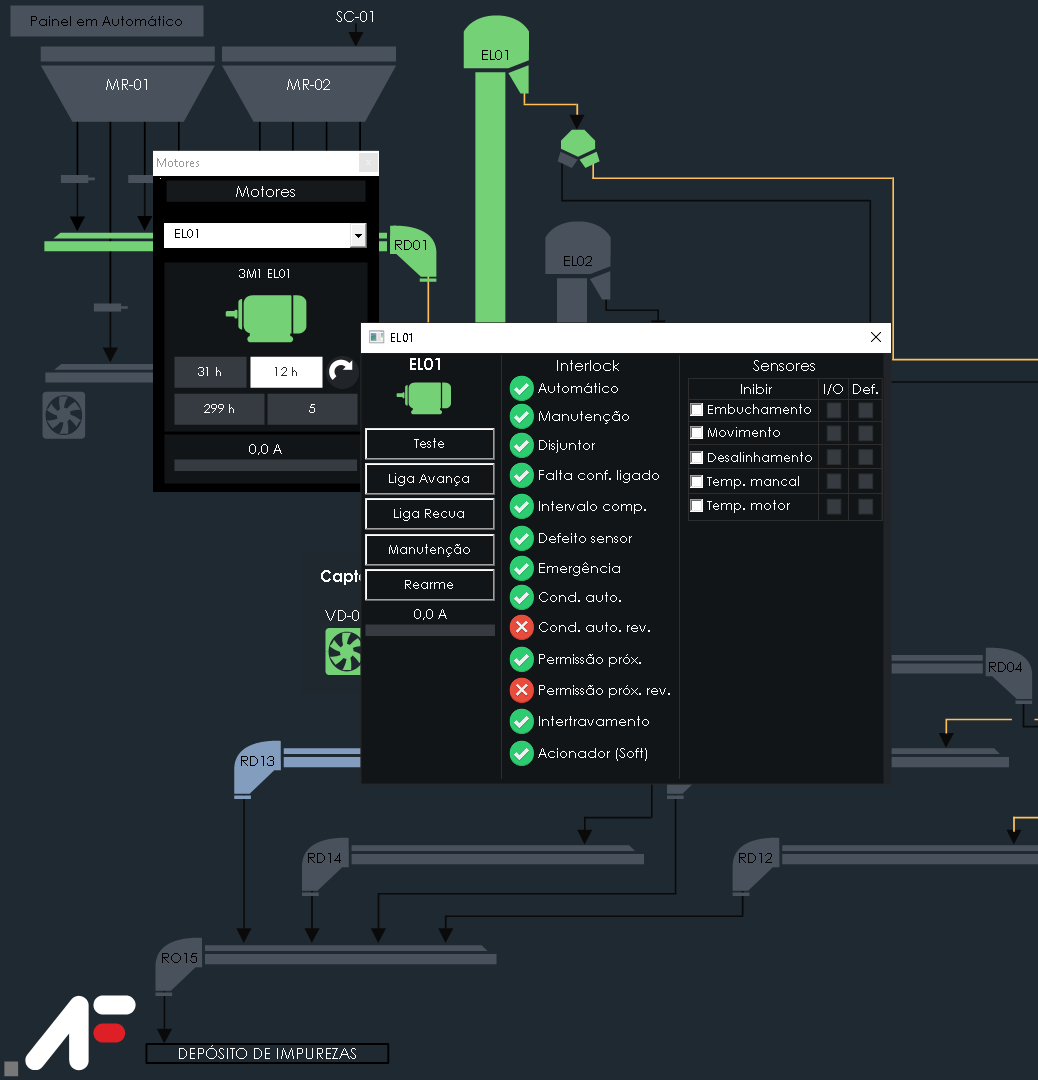 Painel em Automático
SC-01
MR-01
MR-02
EL01
Motores
Motores
EL01
RD01
EL02
3M1 EL01
31 h
12 h
299 h
5
0,0 A
EL01
EL01
Teste
Liga Avança
Liga Recua
Manutenção
Rearme
0,0 A
Interlock
Automático
Manutenção
Disjuntor
Falta conf. ligado
Intervalo comp.
Defeito sensor
Emergência
Cond. auto.
Cond. auto. rev.
Permissão próx.
Permissão próx. rev.
Intertravamento
Acionador (Soft)
Sensores
Inibir I/O Def.
Embuchamento
Movimento
Desalinhamento
Temp. mancal
Temp. motor
RD04
RD13
RD14
RD12
RO15
AF
DEPÓSITO DE IMPUREZAS